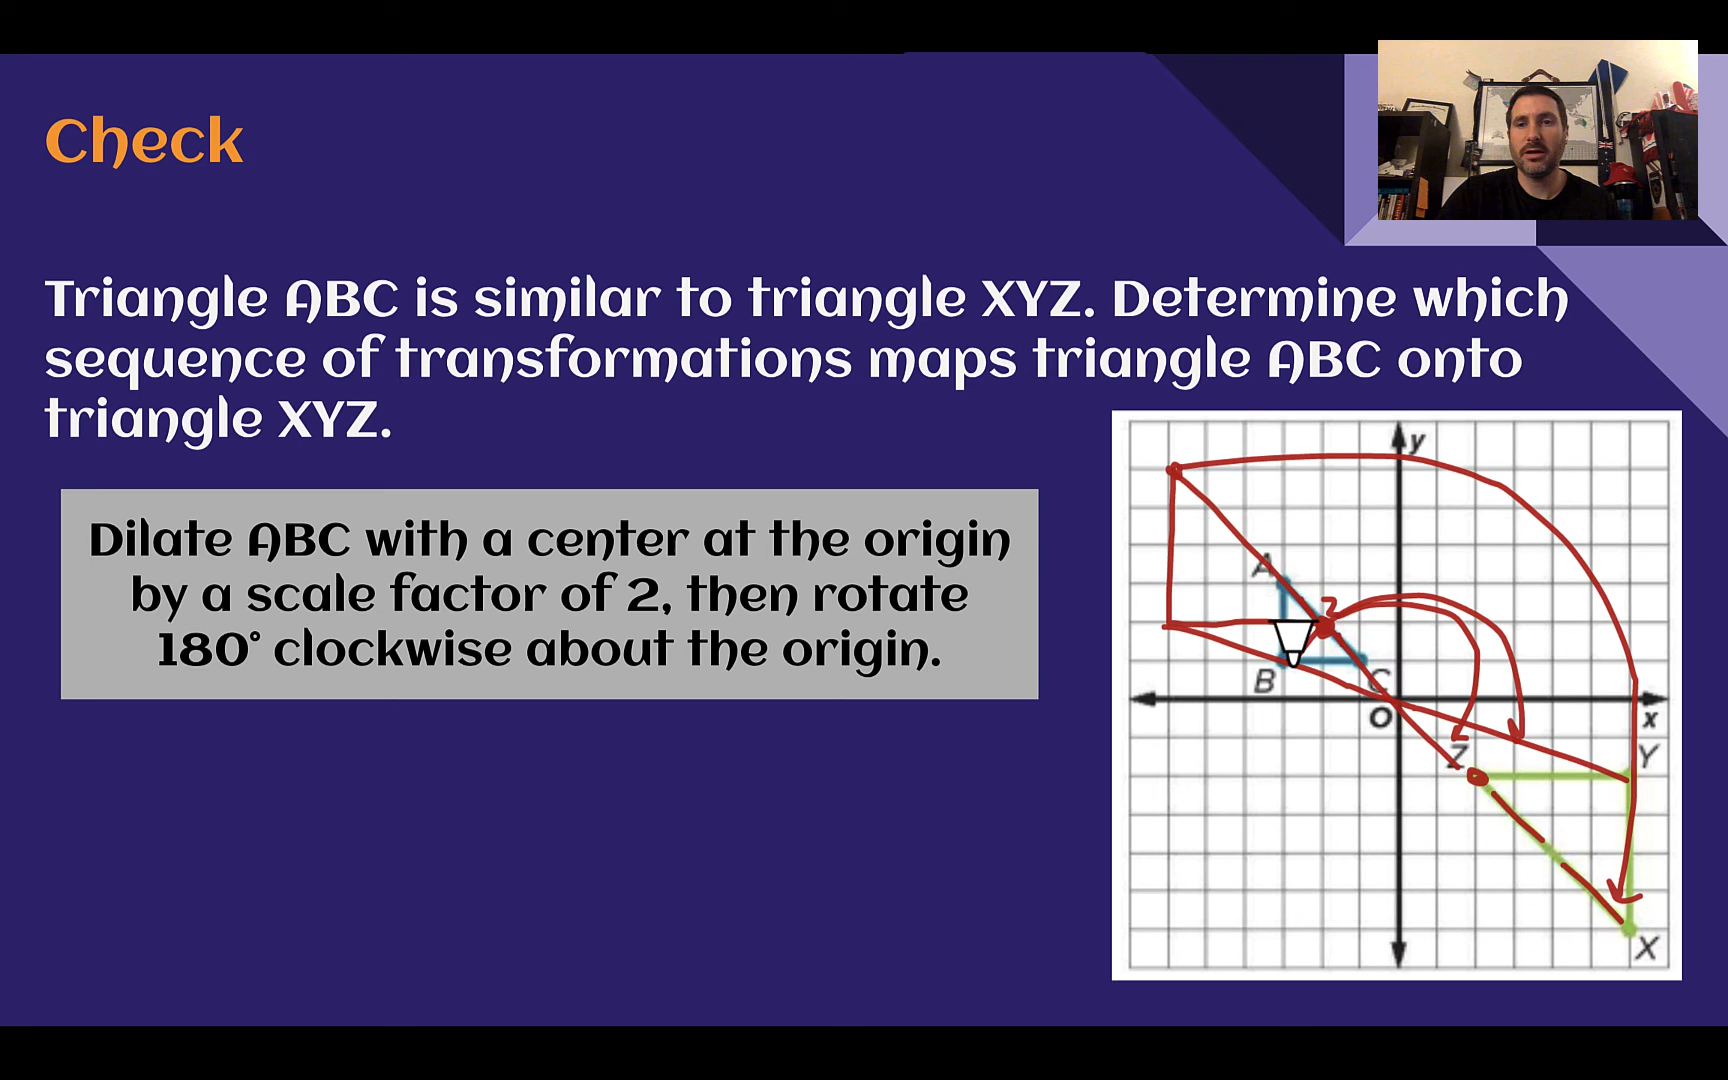 Check
Triangle ABC is similar to triangle XYZ. Determine which
sequence of transformations maps triangle ABC onto
triangle XYZ.
Dilate ABC with a center at the origin
by a scale factor of 2, then rotate
180° clockwise about the origin.
y
A
2
B
C
O
x
Z
Y
X